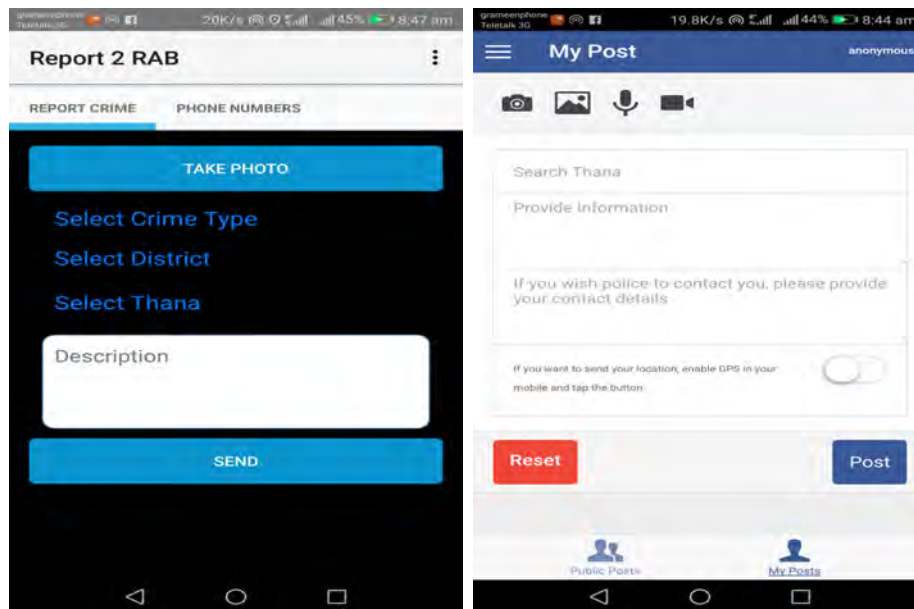 grameenphone
Teletalk 3G
20K/s 45% 8:47 am
Report 2 RAB
REPORT CRIME PHONE NUMBERS
TAKE PHOTO
Select Crime Type
Select District
Select Thana
Description
SEND
grameenphone
Teletalk 3G
19.8K/s 44% 8:44 am
My Post
anonymous
Search Thana
Provide information
If you wish police to contact you, please provide
your contact details
If you want to send your location, enable GPS in your
mobile and tap the button
Reset Post
Public Posts My Posts